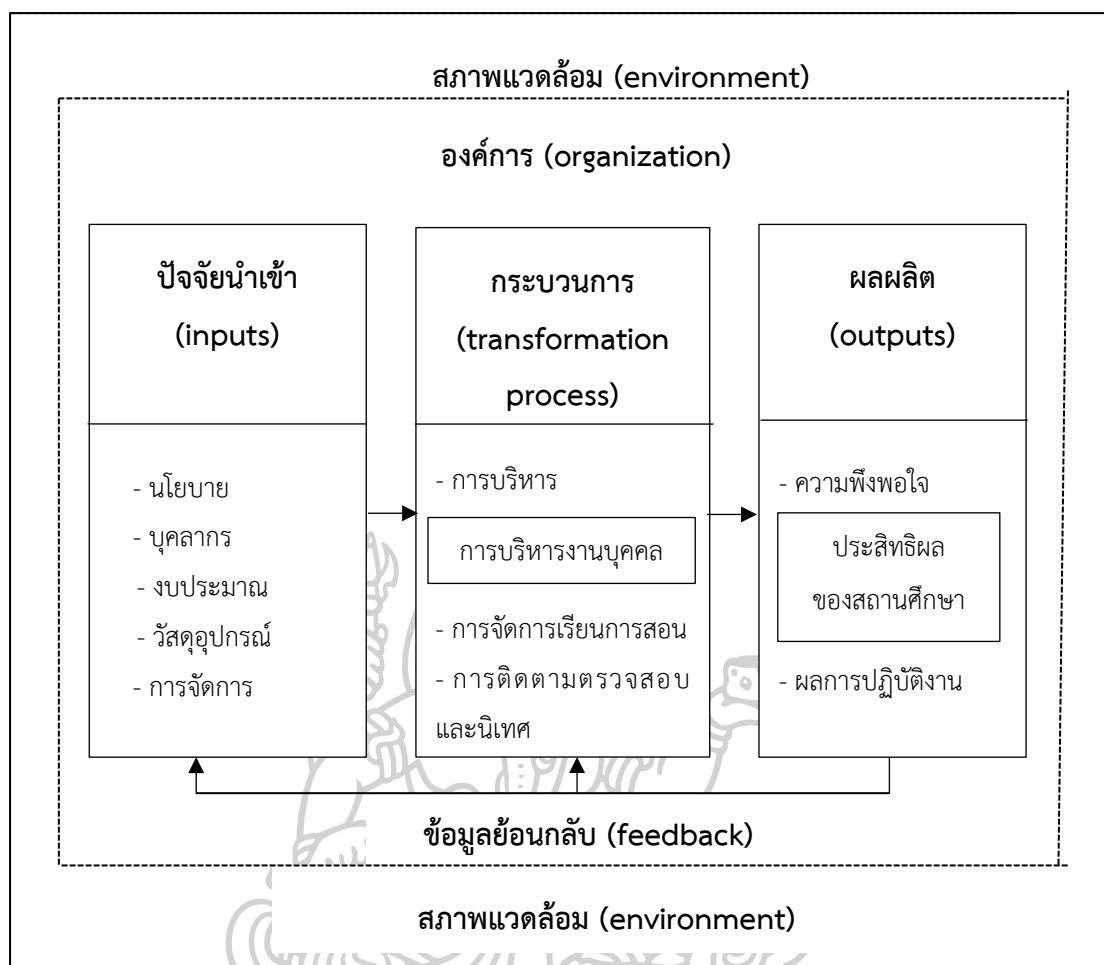 สภาพแวดล้อม (environment)
องค์การ (organization)
ปัจจัยนำเข้า
(inputs)
- นโยบาย
- บุคลากร
- งบประมาณ
- วัสดุอุปกรณ์
- การจัดการ
กระบวนการ
(transformation
process)
- การบริหาร
การบริหารงานบุคคล
- การจัดการเรียนการสอน
- การติดตามตรวจสอบ
และนิเทศ
ผลผลิต
(outputs)
- ความพึงพอใจ
ประสิทธิผล
ของสถานศึกษา
- ผลการปฏิบัติงาน
ข้อมูลย้อนกลับ (feedback)
สภาพแวดล้อม (environment)